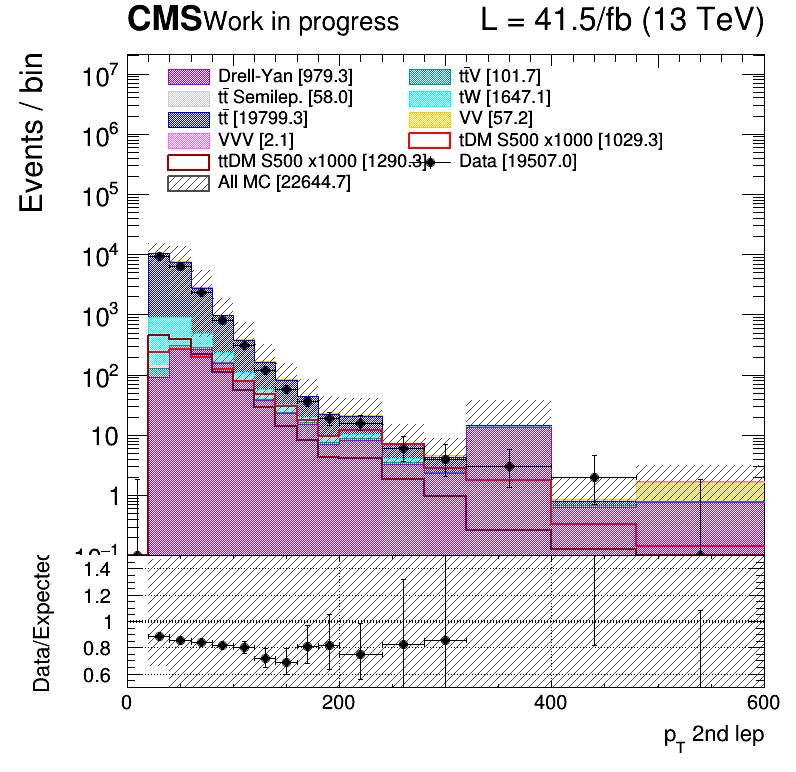 CMS Work in progress L = 41.5/fb (13 TeV)
Events / bin
Drell-Yan [979.3] tt̄V [101.7]
tt̄ Semilep. [58.0] tW [1647.1]
tt̄ [19799.3] VV [57.2]
VVV [2.1] tDM S500 x1000 [1029.3]
ttDM S500 x1000 [1290.3] Data [19507.0]
All MC [22644.7]
10⁷
10⁶
10⁵
10⁴
10³
10²
10
1
10⁻¹
Data/Expected
1.4
1.2
1
0.8
0.6
0 200 400 600
p_T 2nd lep